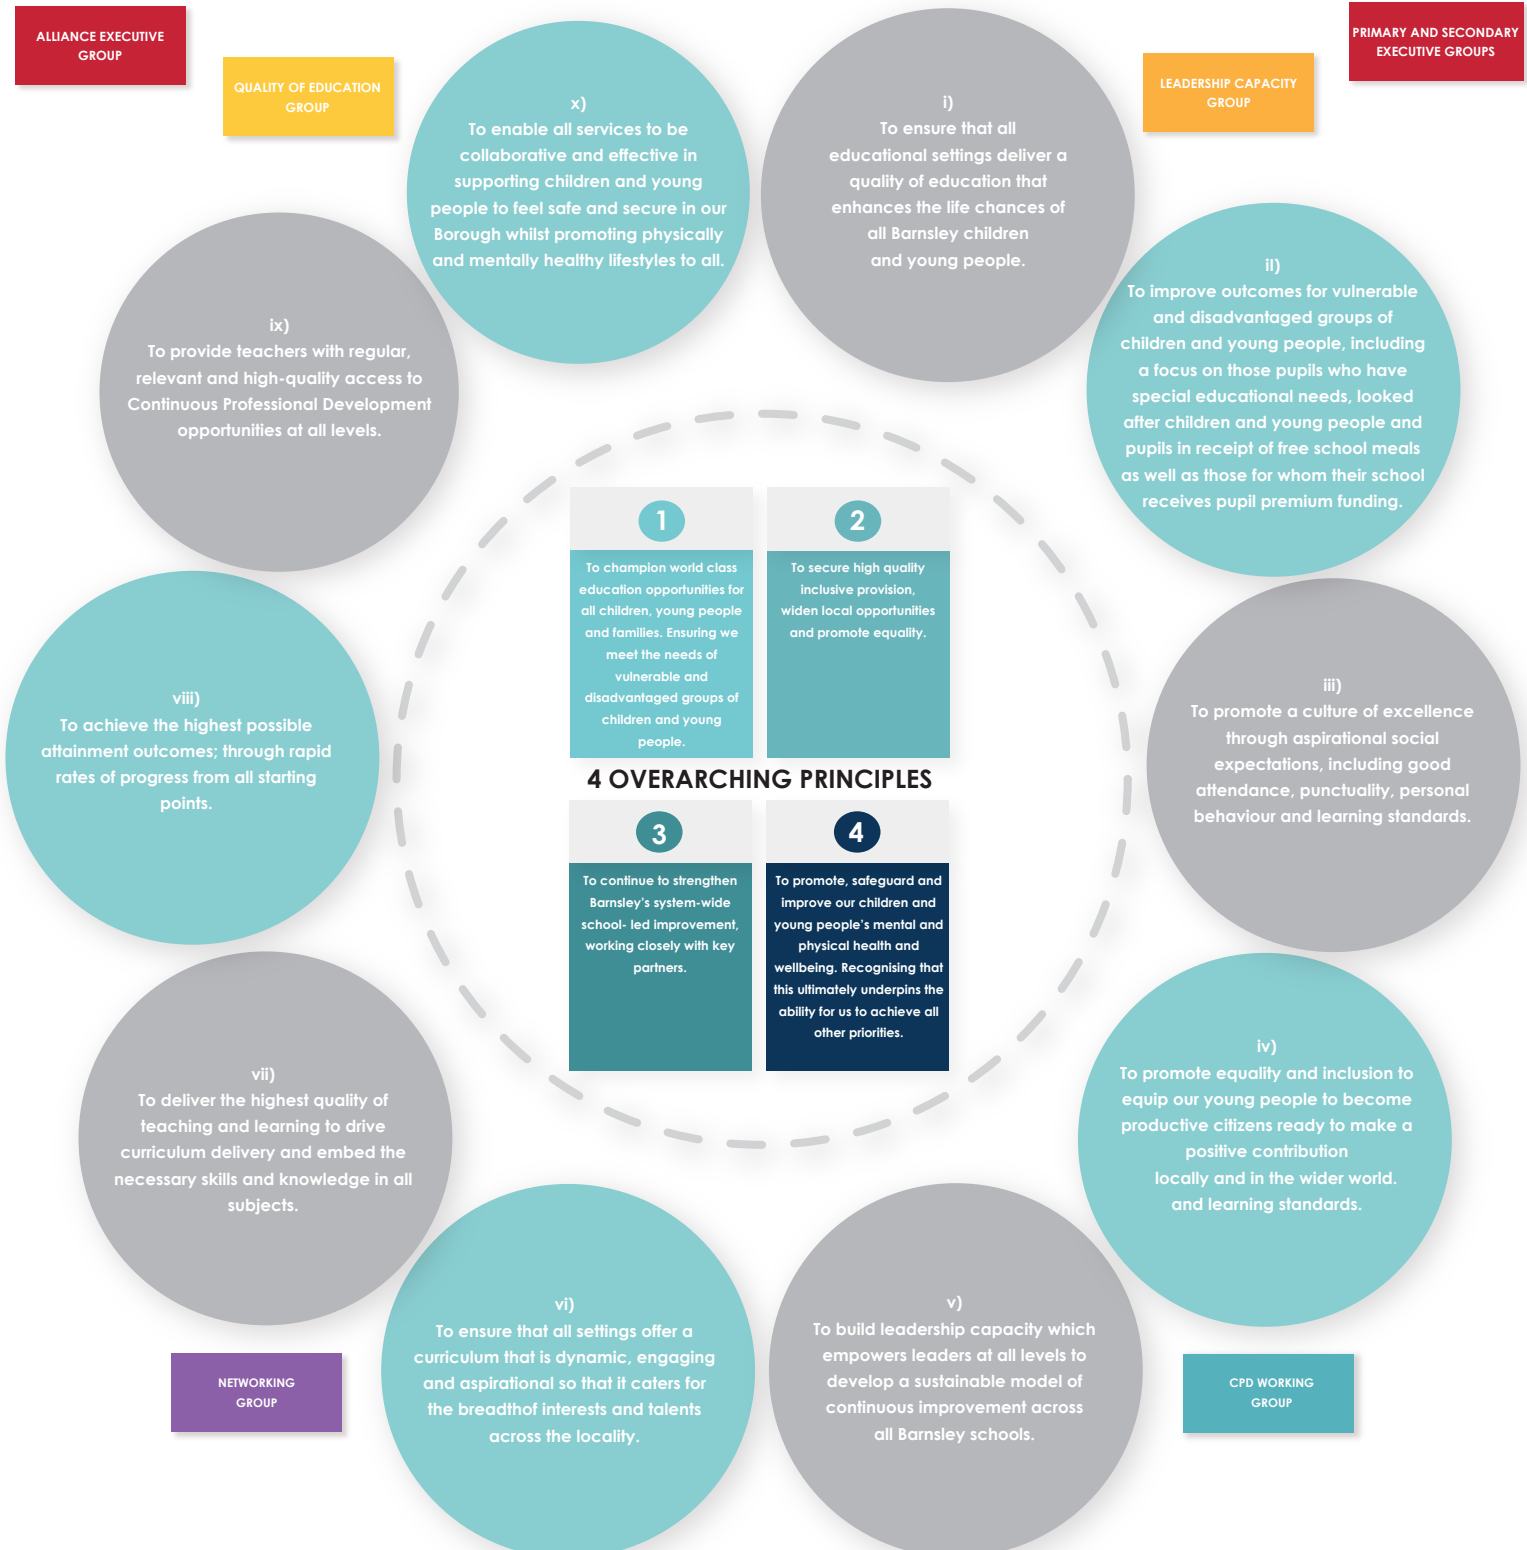 ALLIANCE EXECUTIVE
GROUP
QUALITY OF EDUCATION
GROUP
LEADERSHIP CAPACITY
GROUP
PRIMARY AND SECONDARY
EXECUTIVE GROUPS
x)
To enable all services to be
collaborative and effective in
supporting children and young
people to feel safe and secure in our
Borough whilst promoting physically
and mentally healthy lifestyles to all.
i)
To ensure that all
educational settings deliver a
quality of education that
enhances the life chances of
all Barnsley children
and young people.
iI)
To improve outcomes for vulnerable
and disadvantaged groups of
children and young people, including
a focus on those pupils who have
special educational needs, looked
after children and young people and
pupils in receipt of free school meals
as well as those for whom their school
receives pupil premium funding.
ix)
To provide teachers with regular,
relevant and high-quality access to
Continuous Professional Development
opportunities at all levels.
1
To champion world class
education opportunities for
all children, young people
and families. Ensuring we
meet the needs of
vulnerable and
disadvantaged groups of
children and young
people.
2
To secure high quality
inclusive provision,
widen local opportunities
and promote equality.
4 OVERARCHING PRINCIPLES
3
To continue to strengthen
Barnsley's system-wide
school- led improvement,
working closely with key
partners.
4
To promote, safeguard and
improve our children and
young people's mental and
physical health and
wellbeing. Recognising that
this ultimately underpins the
ability for us to achieve all
other priorities.
iii)
To promote a culture of excellence
through aspirational social
expectations, including good
attendance, punctuality, personal
behaviour and learning standards.
viii)
To achieve the highest possible
attainment outcomes; through rapid
rates of progress from all starting
points.
iv)
To promote equality and inclusion to
equip our young people to become
productive citizens ready to make a
positive contribution
locally and in the wider world.
and learning standards.
vii)
To deliver the highest quality of
teaching and learning to drive
curriculum delivery and embed the
necessary skills and knowledge in all
subjects.
vi)
To ensure that all settings offer a
curriculum that is dynamic, engaging
and aspirational so that it caters for
the breadthof interests and talents
across the locality.
v)
To build leadership capacity which
empowers leaders at all levels to
develop a sustainable model of
continuous improvement across
all Barnsley schools.
NETWORKING
GROUP
CPD WORKING
GROUP